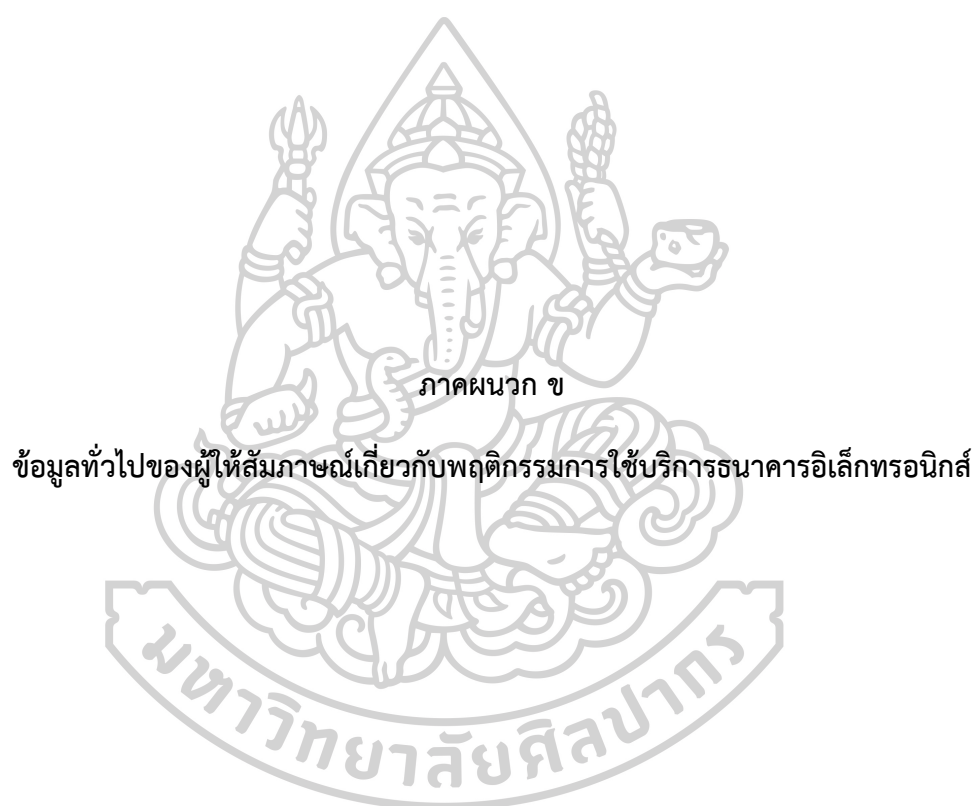 ภาคผนวก ข
ข้อมูลทั่วไปของผู้ให้สัมภาษณ์เกี่ยวกับพฤติกรรมการใช้บริการธนาคารอิเล็กทรอนิกส์
มหาวิทยาลัยศิลปากร